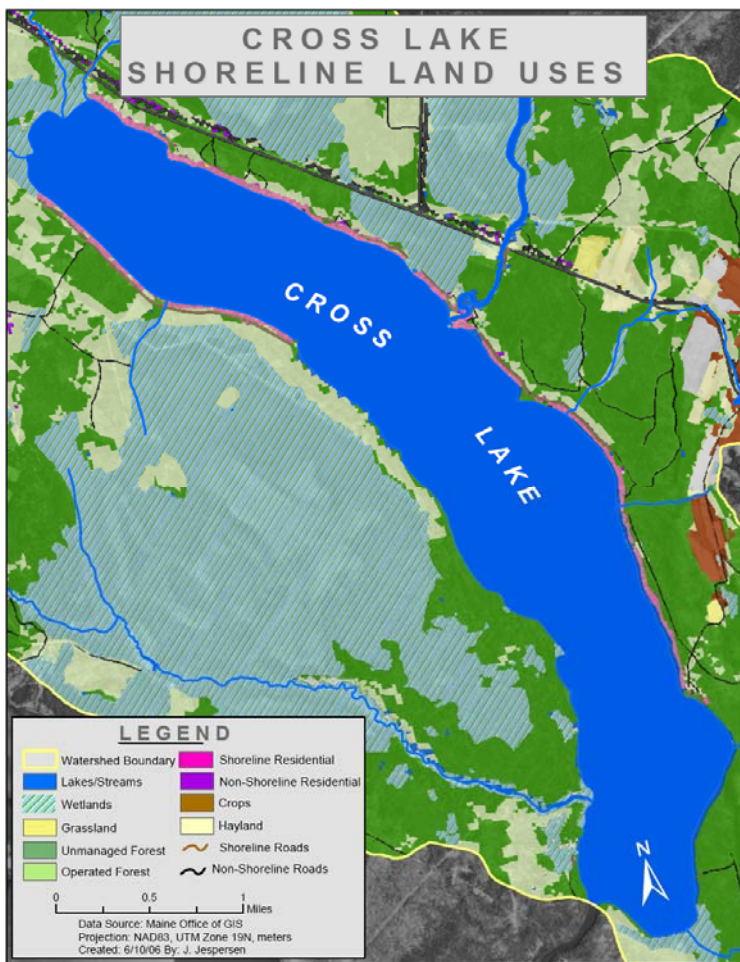 CROSS LAKE
SHORELINE LAND USES
CROSS
LAKE
N
LEGEND
Watershed Boundary
Lakes/Streams
Wetlands
Grassland
Unmanaged Forest
Operated Forest
Shoreline Residential
Non-Shoreline Residential
Crops
Hayland
Shoreline Roads
Non-Shoreline Roads
0 0.5 1
Miles
Data Source: Maine Office of GIS
Projection: NAD83, UTM Zone 19N, meters
Created: 6/10/06 By: J. Jespersen